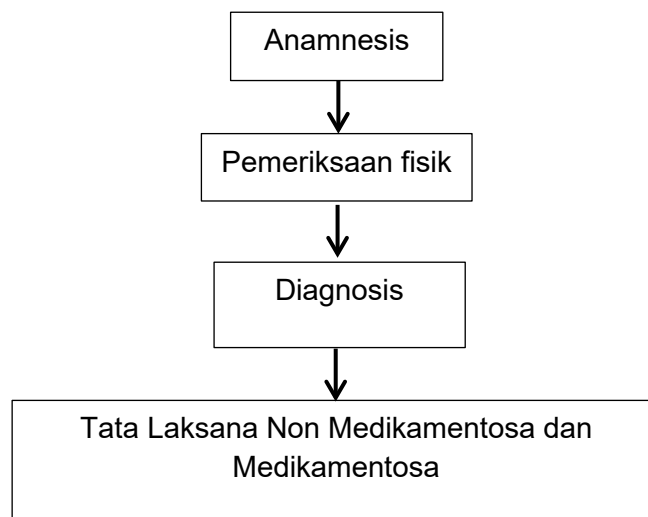 Anamnesis
Pemeriksaan fisik
Diagnosis
Tata Laksana Non Medikamentosa dan
Medikamentosa